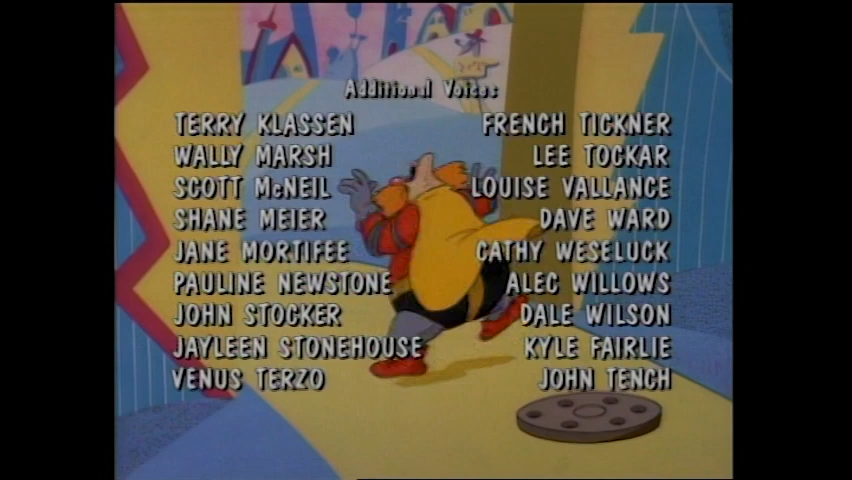 Additional Voices
TERRY KLASSEN FRENCH TICKNER
WALLY MARSH LEE TOCKAR
SCOTT McNEIL LOUISE VALLANCE
SHANE MEIER DAVE WARD
JANE MORTIFEE CATHY WESELUCK
PAULINE NEWSTONE ALEC WILLOWS
JOHN STOCKER DALE WILSON
JAYLEEN STONEHOUSE KYLE FAIRLIE
VENUS TERZO JOHN TENCH